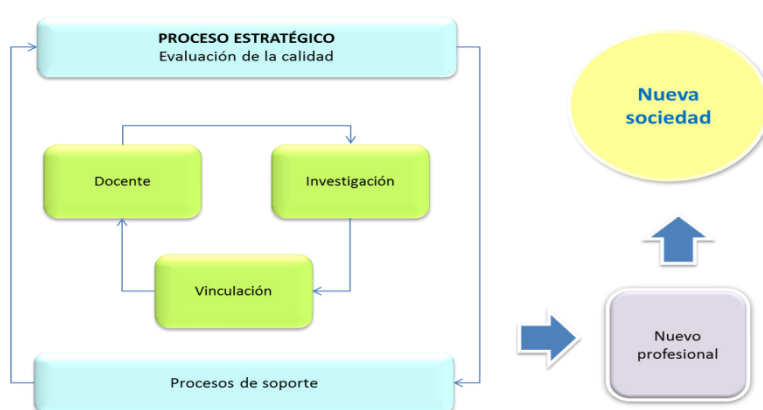 PROCESO ESTRATÉGICO
Evaluación de la calidad
Nueva
sociedad
Docente
Investigación
Vinculación
Nuevo
profesional
Procesos de soporte